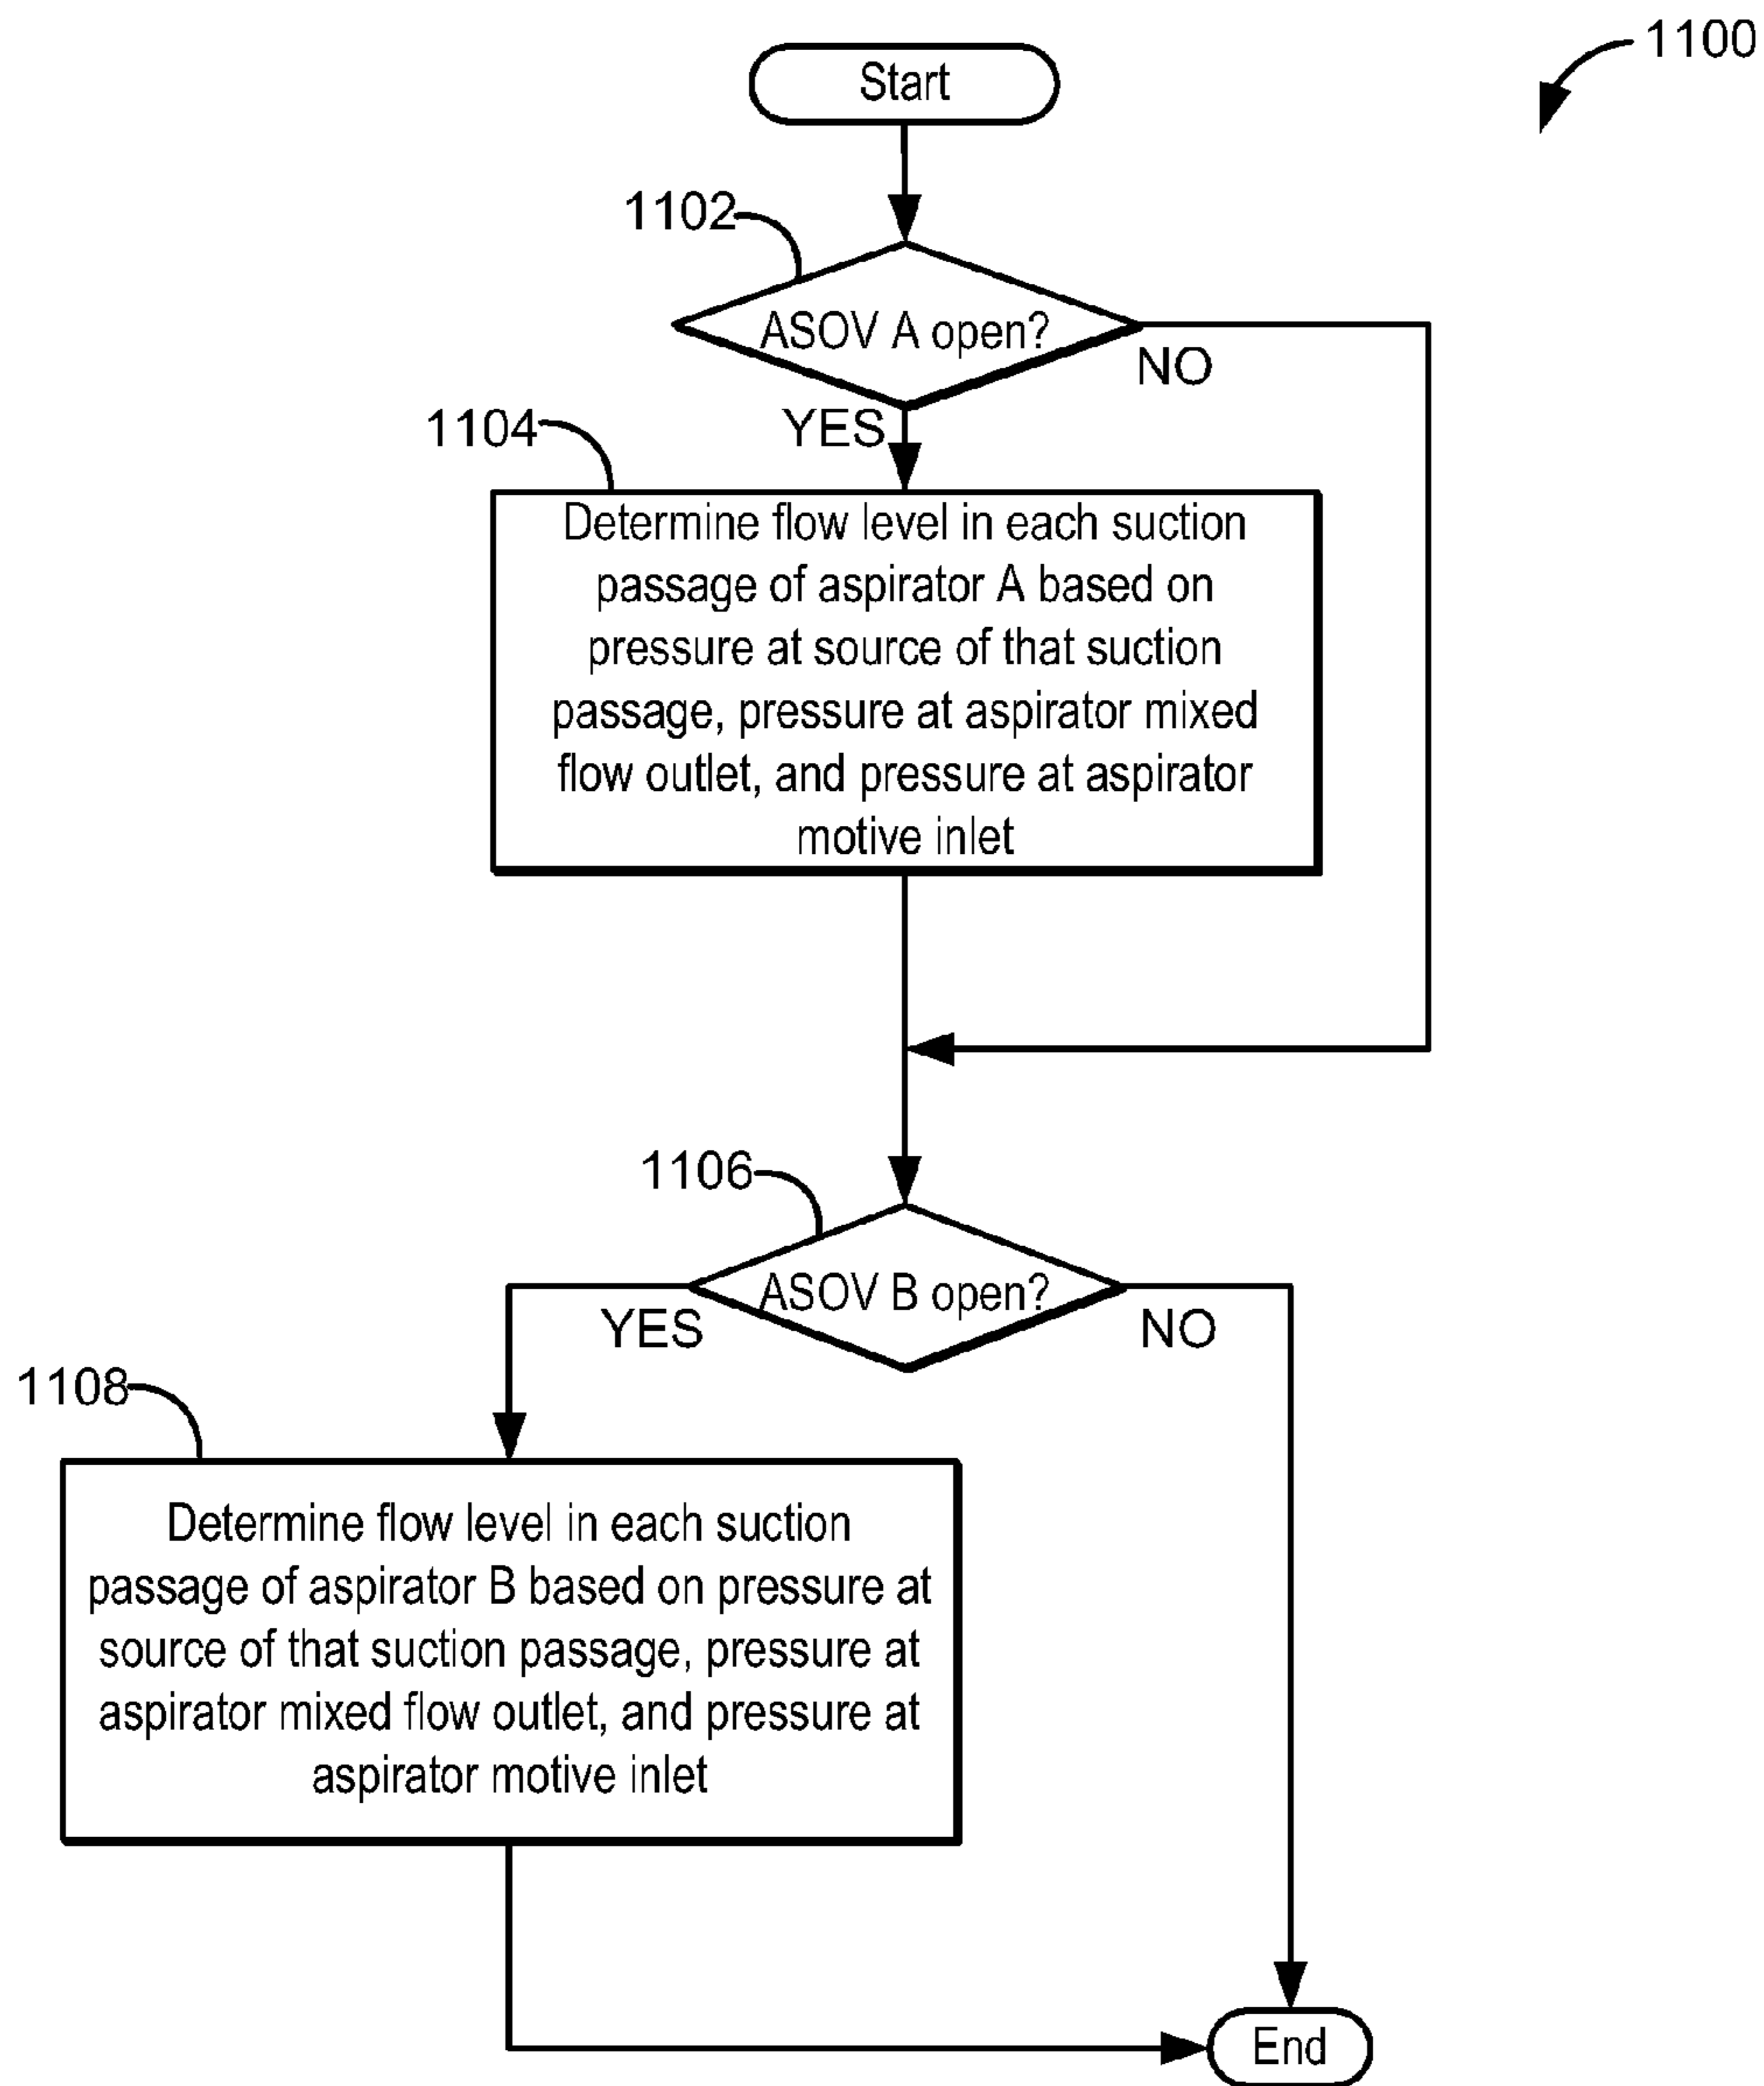 1100
Start
1102
ASOV A open?
NO
YES
1104
Determine flow level in each suction
passage of aspirator A based on
pressure at source of that suction
passage, pressure at aspirator mixed
flow outlet, and pressure at aspirator
motive inlet
1106
ASOV B open?
YES
NO
1108
Determine flow level in each suction
passage of aspirator B based on pressure at
source of that suction passage, pressure at
aspirator mixed flow outlet, and pressure at
aspirator motive inlet
End